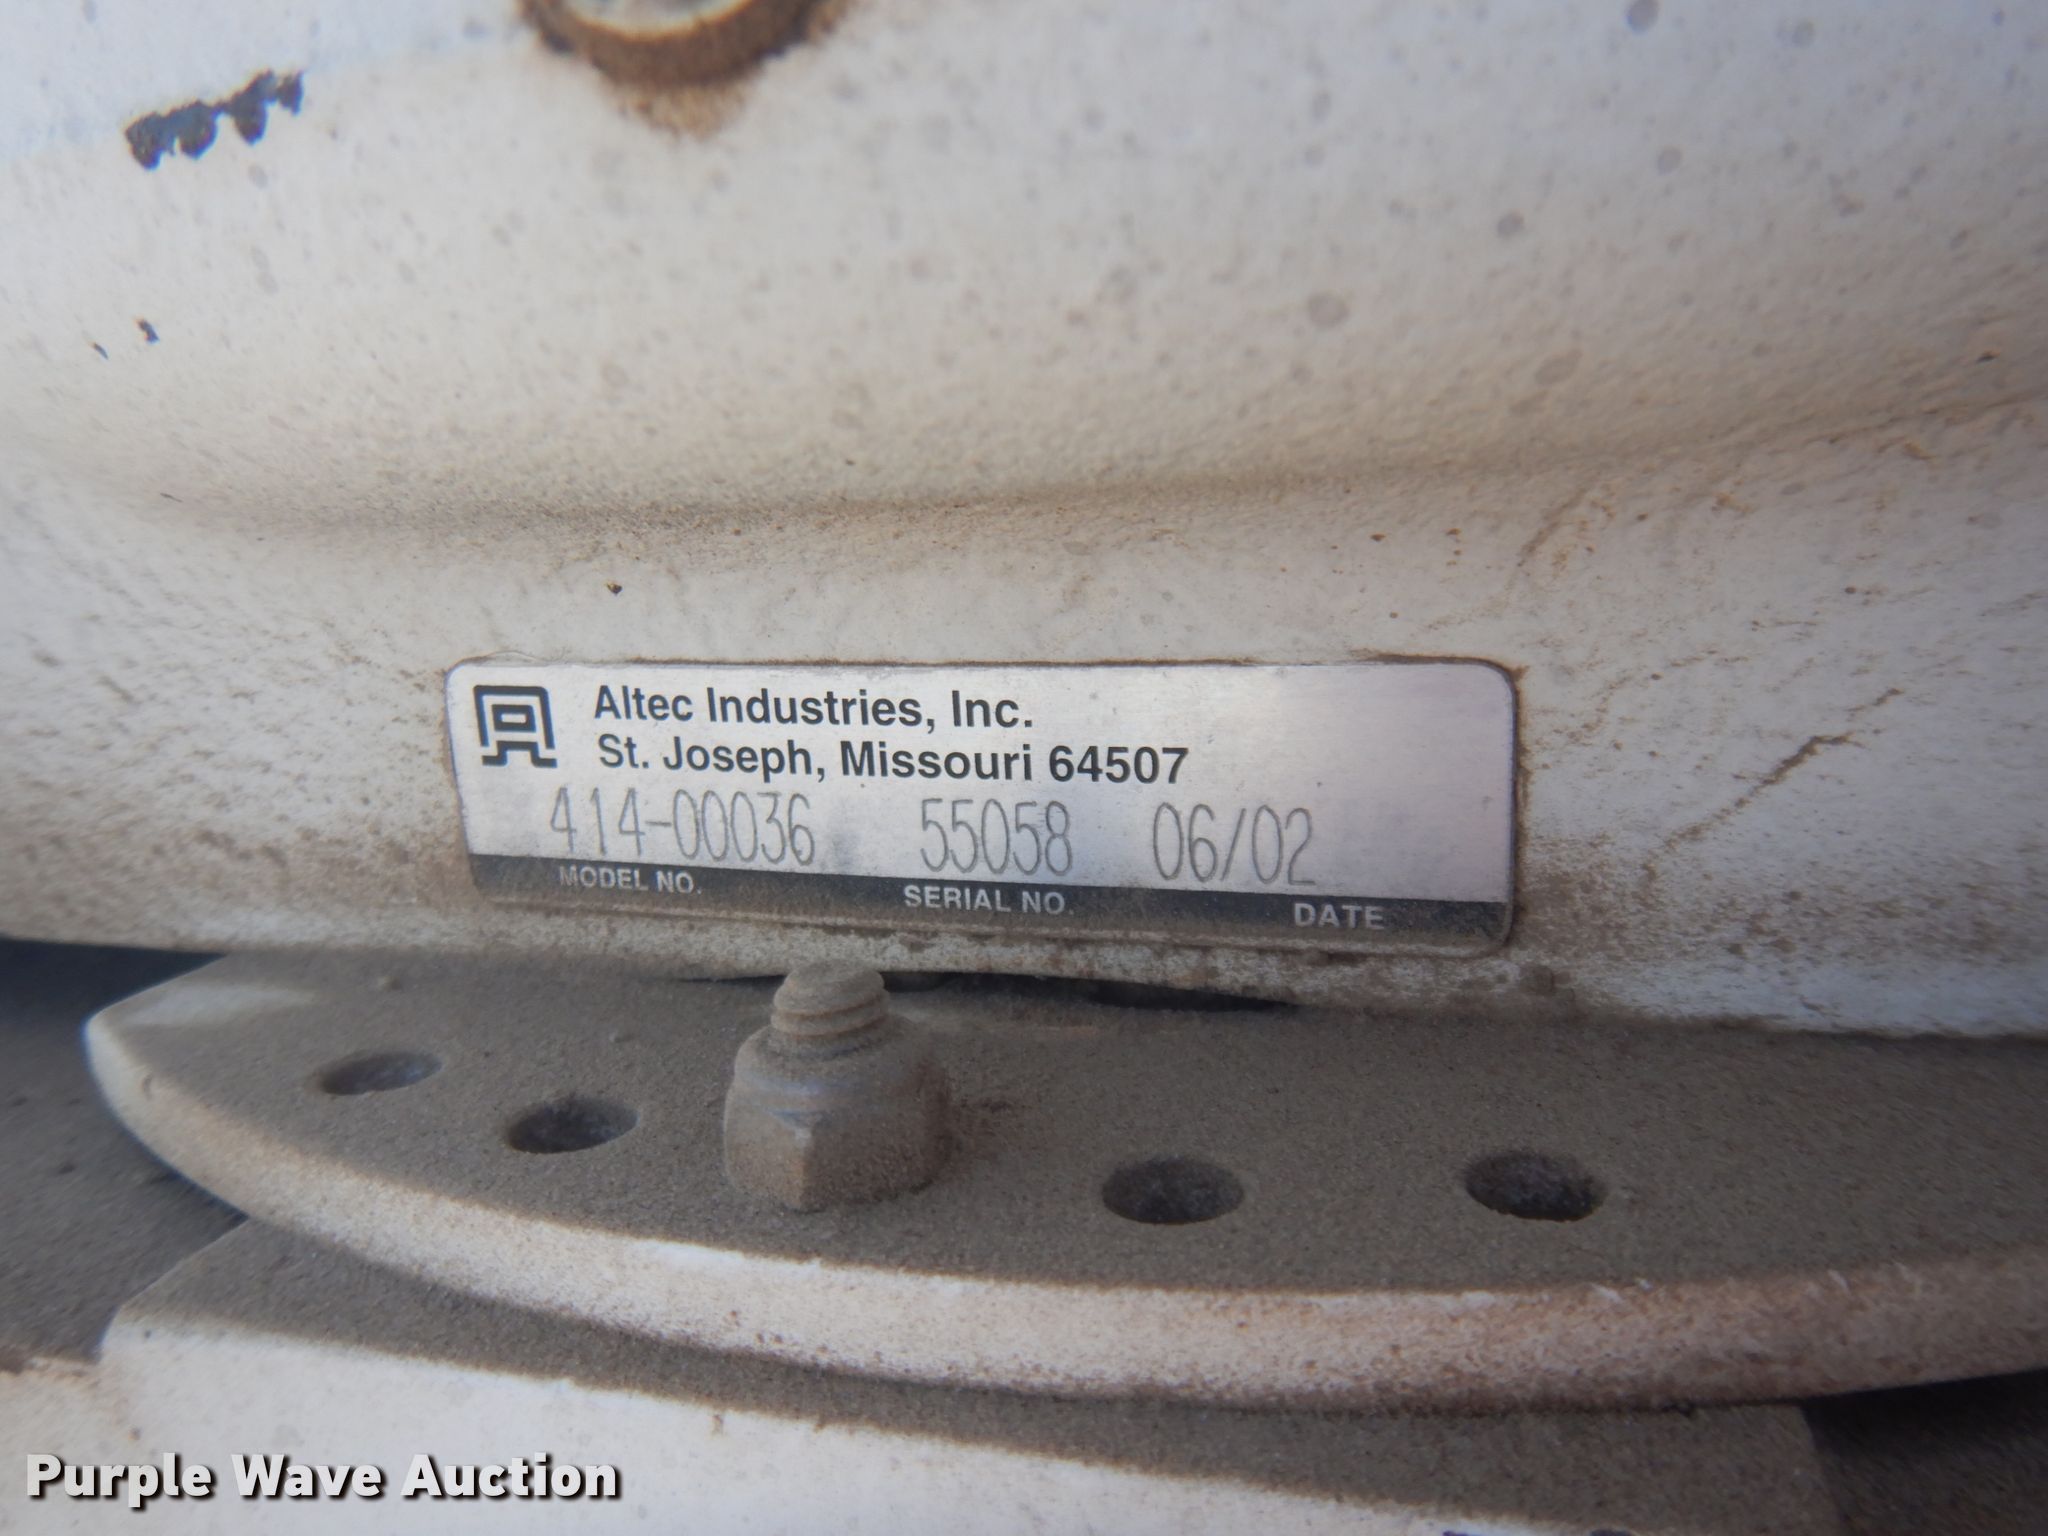 Altec Industries, Inc.
St. Joseph, Missouri 64507
414-00036 55058 06/02
MODEL NO. SERIAL NO. DATE
Purple Wave Auction